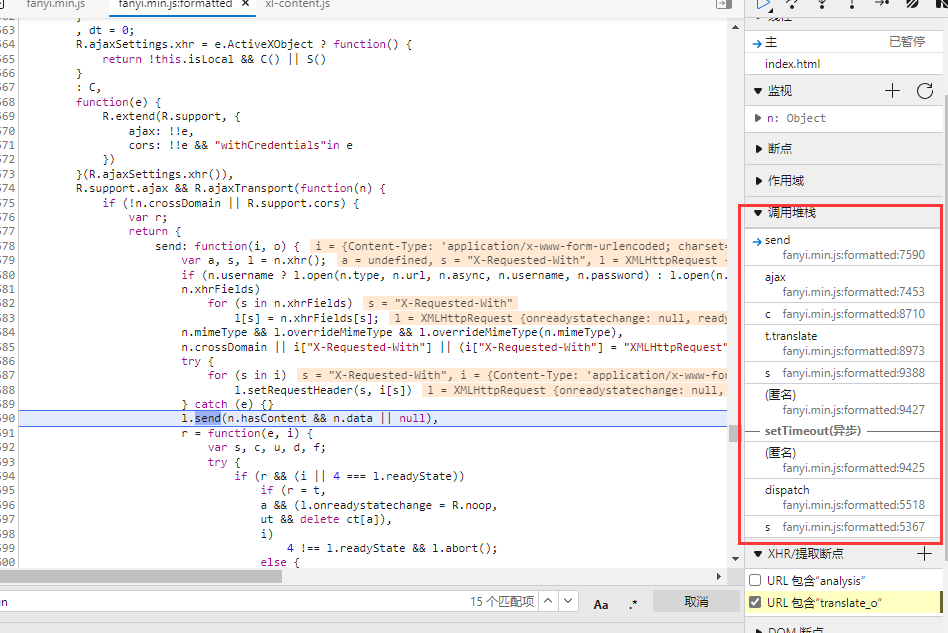 fanyi.min.js
fanyi.min.js:formatted ×
xl-content.js
563 , dt = 0;
564 R.ajaxSettings.xhr = e.ActiveXObject ? function() {
565 return !this.isLocal && C() || S()
566 }
567 : C,
568 function(e) {
569 R.extend(R.support, {
570 ajax: !!e,
571 cors: !!e && "withCredentials"in e
572 })
573 }(R.ajaxSettings.xhr()),
574 R.support.ajax && R.ajaxTransport(function(n) {
575 if (!n.crossDomain || R.support.cors) {
576 var r;
577 return {
578 send: function(i, o) { i = {Content-Type: 'application/x-www-form-urlencoded; charset=
579 var a, s, l = n.xhr(); a = undefined, s = "X-Requested-With", l = XMLHttpRequest {
580 if (n.username ? l.open(n.type, n.url, n.async, n.username, n.password) : l.open(n.
581 n.xhrFields)
582 for (s in n.xhrFields) s = "X-Requested-With"
583 l[s] = n.xhrFields[s]; l = XMLHttpRequest {onreadystatechange: null, ready
584 n.mimeType && l.overrideMimeType && l.overrideMimeType(n.mimeType),
585 n.crossDomain || i["X-Requested-With"] || (i["X-Requested-With"] = "XMLHttpRequest"
586 try {
587 for (s in i) s = "X-Requested-With", i = {Content-Type: 'application/x-www-fo
588 l.setRequestHeader(s, i[s]) l = XMLHttpRequest {onreadystatechange: null,
589 } catch (e) {}
590 l.send(n.hasContent && n.data || null),
591 r = function(e, i) {
592 var s, c, u, d, f;
593 try {
594 if (r && (i || 4 === l.readyState))
595 if (r = t,
596 a && (l.onreadystatechange = R.noop,
597 ut && delete ct[a]),
598 i)
599 4 !== l.readyState && l.abort();
600 else {
15 个匹配项
Aa
.*
取消
主 已暂停
index.html
监视
n: Object
断点
作用域
调用堆栈
send
fanyi.min.js:formatted:7590
ajax
fanyi.min.js:formatted:7453
c fanyi.min.js:formatted:8710
t.translate
fanyi.min.js:formatted:8973
s fanyi.min.js:formatted:9388
(匿名)
fanyi.min.js:formatted:9427
setTimeout(异步)
(匿名)
fanyi.min.js:formatted:9425
dispatch
fanyi.min.js:formatted:5518
s fanyi.min.js:formatted:5367
XHR/提取断点
URL 包含"analysis"
URL 包含"translate_o"
DOM 断点